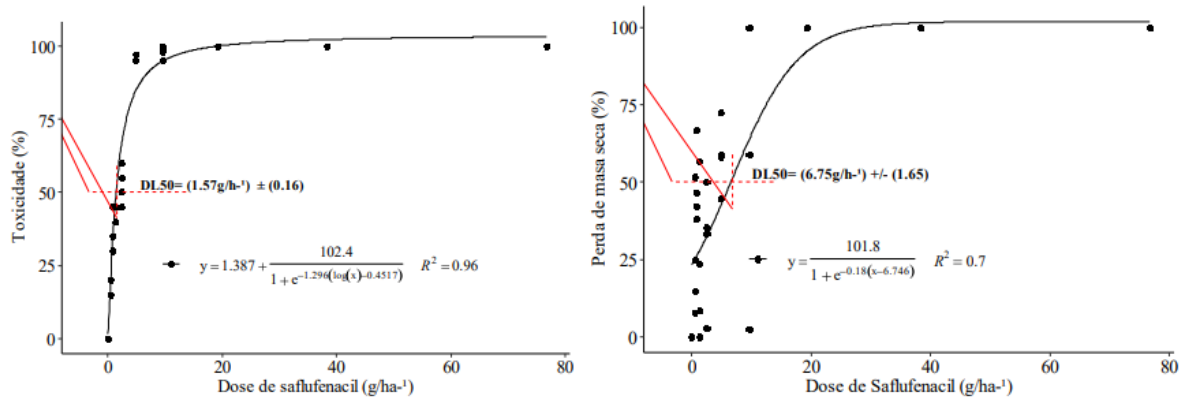 100
75
50
25
0
Toxicidade (%)
DL50= (1.57g/h-¹) ± (0.16)
y = 1.387 + 102.4 / 1 + e^−1.296(log(x)−0.4517) R² = 0.96
0 20 40 60 80
Dose de saflufenacil (g/ha-¹)
100
75
50
25
0
Perda de masa seca (%)
DL50= (6.75g/h-¹) +/- (1.65)
y = 101.8 / 1 + e^−0.18(x−6.746) R² = 0.7
0 20 40 60 80
Dose de Saflufenacil (g/ha-¹)